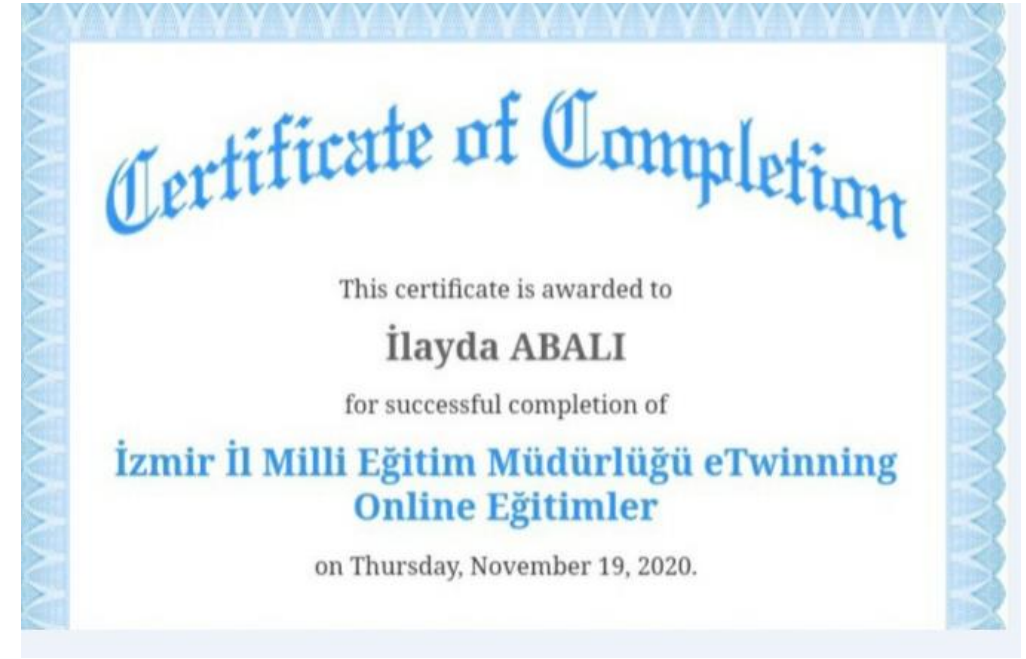 Certificate of Completion
This certificate is awarded to
İlayda ABALI
for successful completion of
İzmir İl Milli Eğitim Müdürlüğü eTwinning
Online Eğitimler
on Thursday, November 19, 2020.